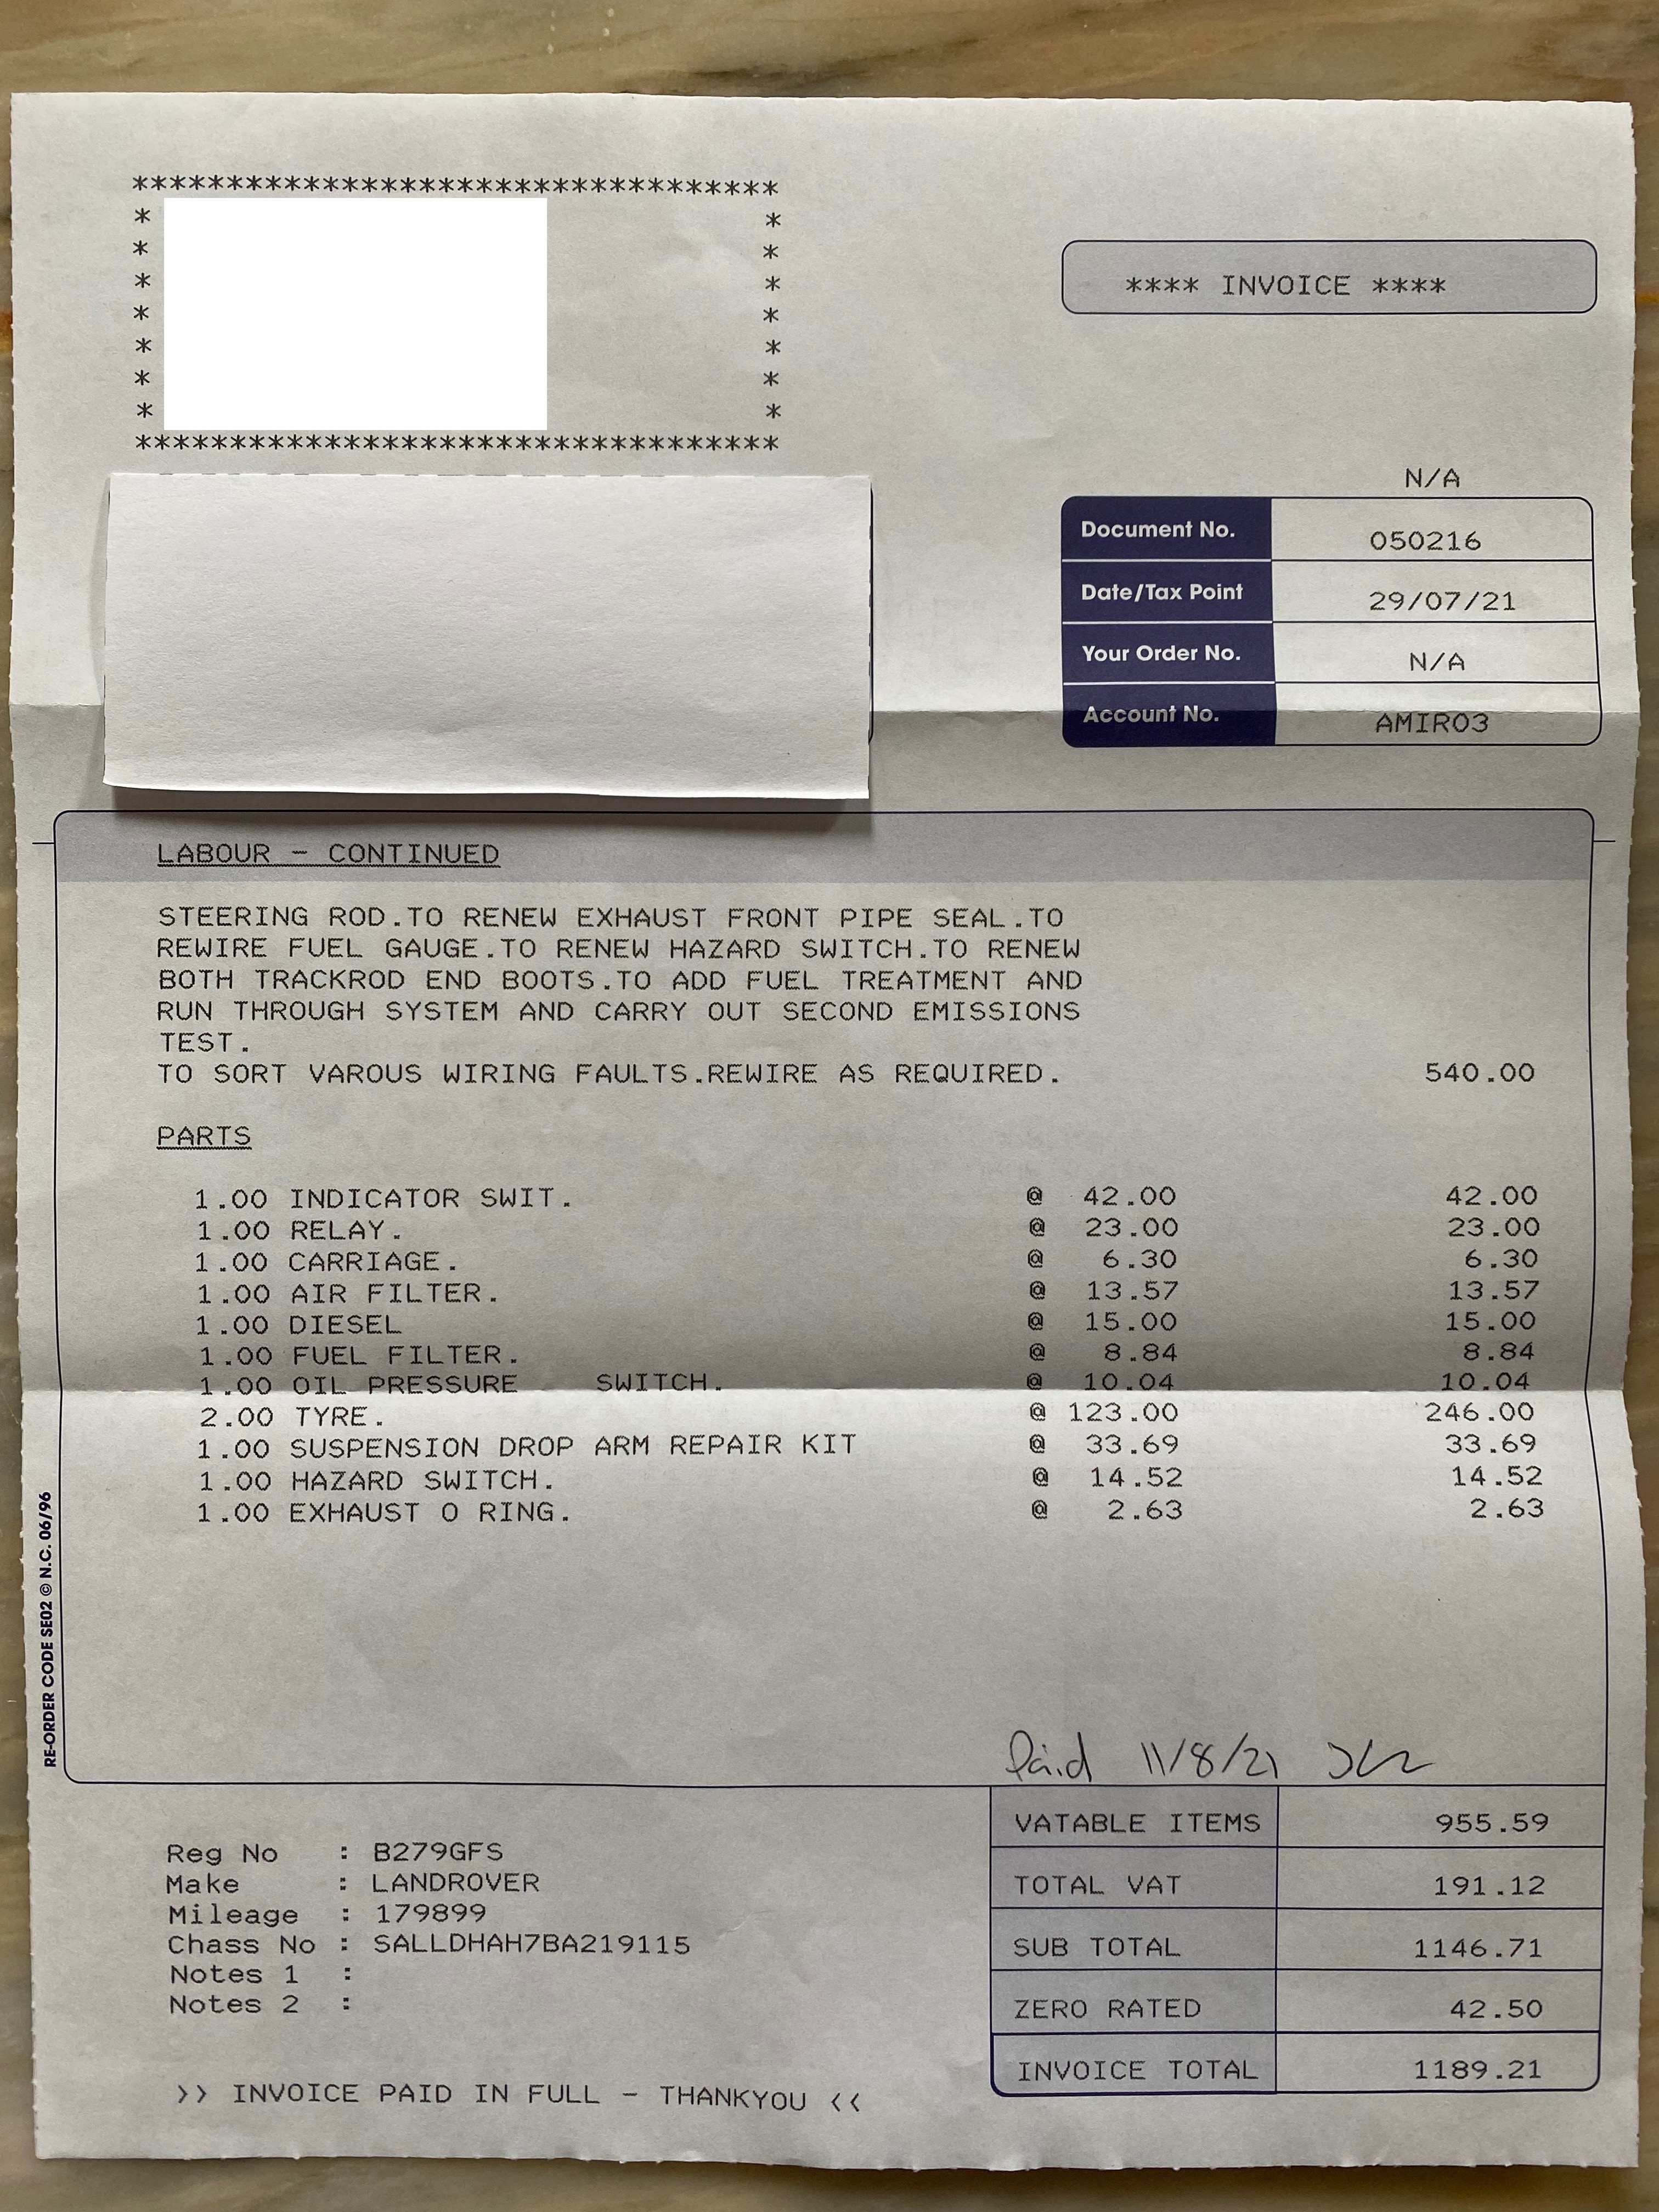 ***********************************
* *
* *
* *
* *
* *
* *
* *
***********************************
**** INVOICE ****
N/A
Document No. 050216
Date/Tax Point 29/07/21
Your Order No. N/A
Account No. AMIR03
LABOUR - CONTINUED
STEERING ROD.TO RENEW EXHAUST FRONT PIPE SEAL.TO
REWIRE FUEL GAUGE.TO RENEW HAZARD SWITCH.TO RENEW
BOTH TRACKROD END BOOTS.TO ADD FUEL TREATMENT AND
RUN THROUGH SYSTEM AND CARRY OUT SECOND EMISSIONS
TEST.
TO SORT VAROUS WIRING FAULTS.REWIRE AS REQUIRED. 540.00
PARTS
1.00 INDICATOR SWIT. @ 42.00 42.00
1.00 RELAY. @ 23.00 23.00
1.00 CARRIAGE. @ 6.30 6.30
1.00 AIR FILTER. @ 13.57 13.57
1.00 DIESEL @ 15.00 15.00
1.00 FUEL FILTER. @ 8.84 8.84
1.00 OIL PRESSURE SWITCH. @ 10.04 10.04
2.00 TYRE. @ 123.00 246.00
1.00 SUSPENSION DROP ARM REPAIR KIT @ 33.69 33.69
1.00 HAZARD SWITCH. @ 14.52 14.52
1.00 EXHAUST O RING. @ 2.63 2.63
RE-ORDER CODE SE02 © N.C. 06/96
Paid 11/8/21
VATABLE ITEMS 955.59
TOTAL VAT 191.12
SUB TOTAL 1146.71
ZERO RATED 42.50
INVOICE TOTAL 1189.21
Reg No : B279GFS
Make : LANDROVER
Mileage : 179899
Chass No : SALLDHAH7BA219115
Notes 1 :
Notes 2 :
>> INVOICE PAID IN FULL - THANKYOU <<